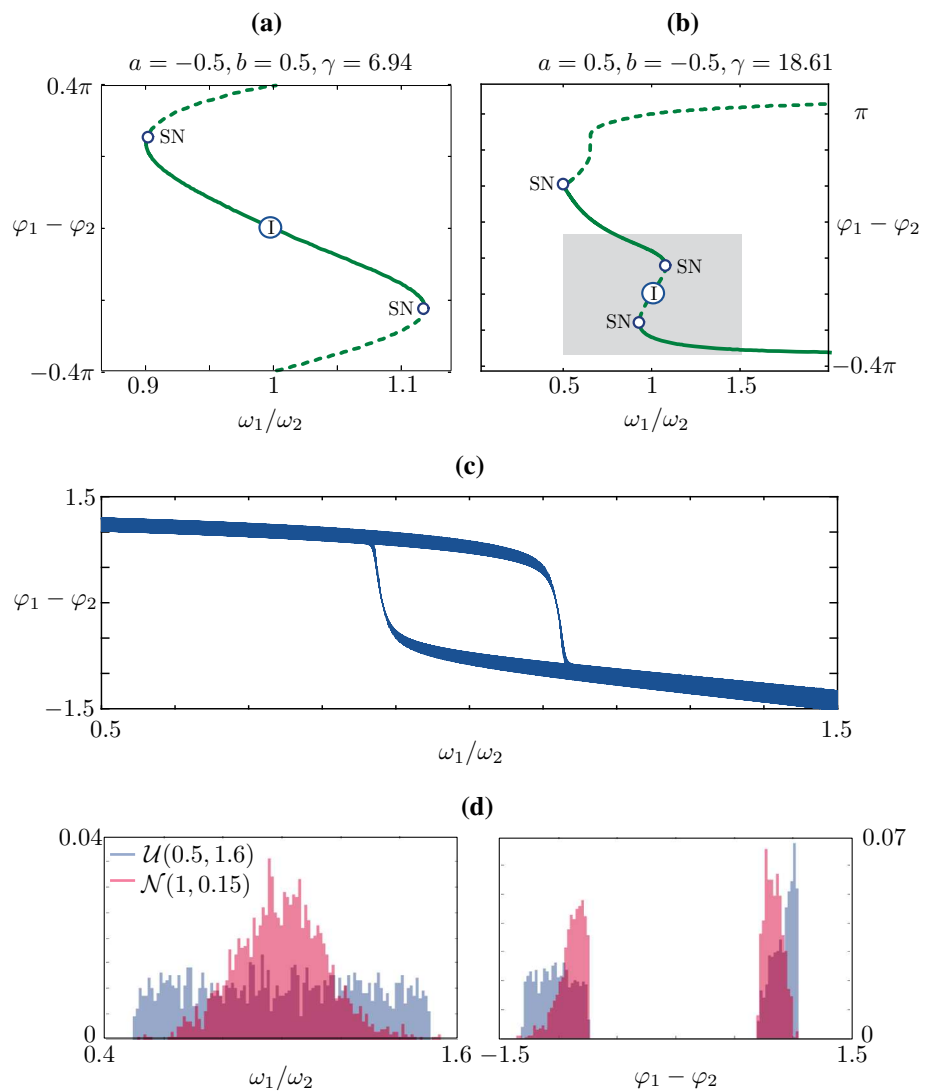 (a)
a = −0.5, b = 0.5, γ = 6.94
0.4π
SN
φ₁ − φ₂
I
SN
−0.4π
0.9
1
1.1
ω₁/ω₂
(b)
a = 0.5, b = −0.5, γ = 18.61
π
SN
φ₁ − φ₂
SN
I
SN
−0.4π
0.5
1
1.5
ω₁/ω₂
(c)
1.5
φ₁ − φ₂
−1.5
0.5
1.5
ω₁/ω₂
(d)
0.04
U(0.5, 1.6)
N(1, 0.15)
0
0.4
1.6
ω₁/ω₂
0.07
0
−1.5
1.5
φ₁ − φ₂